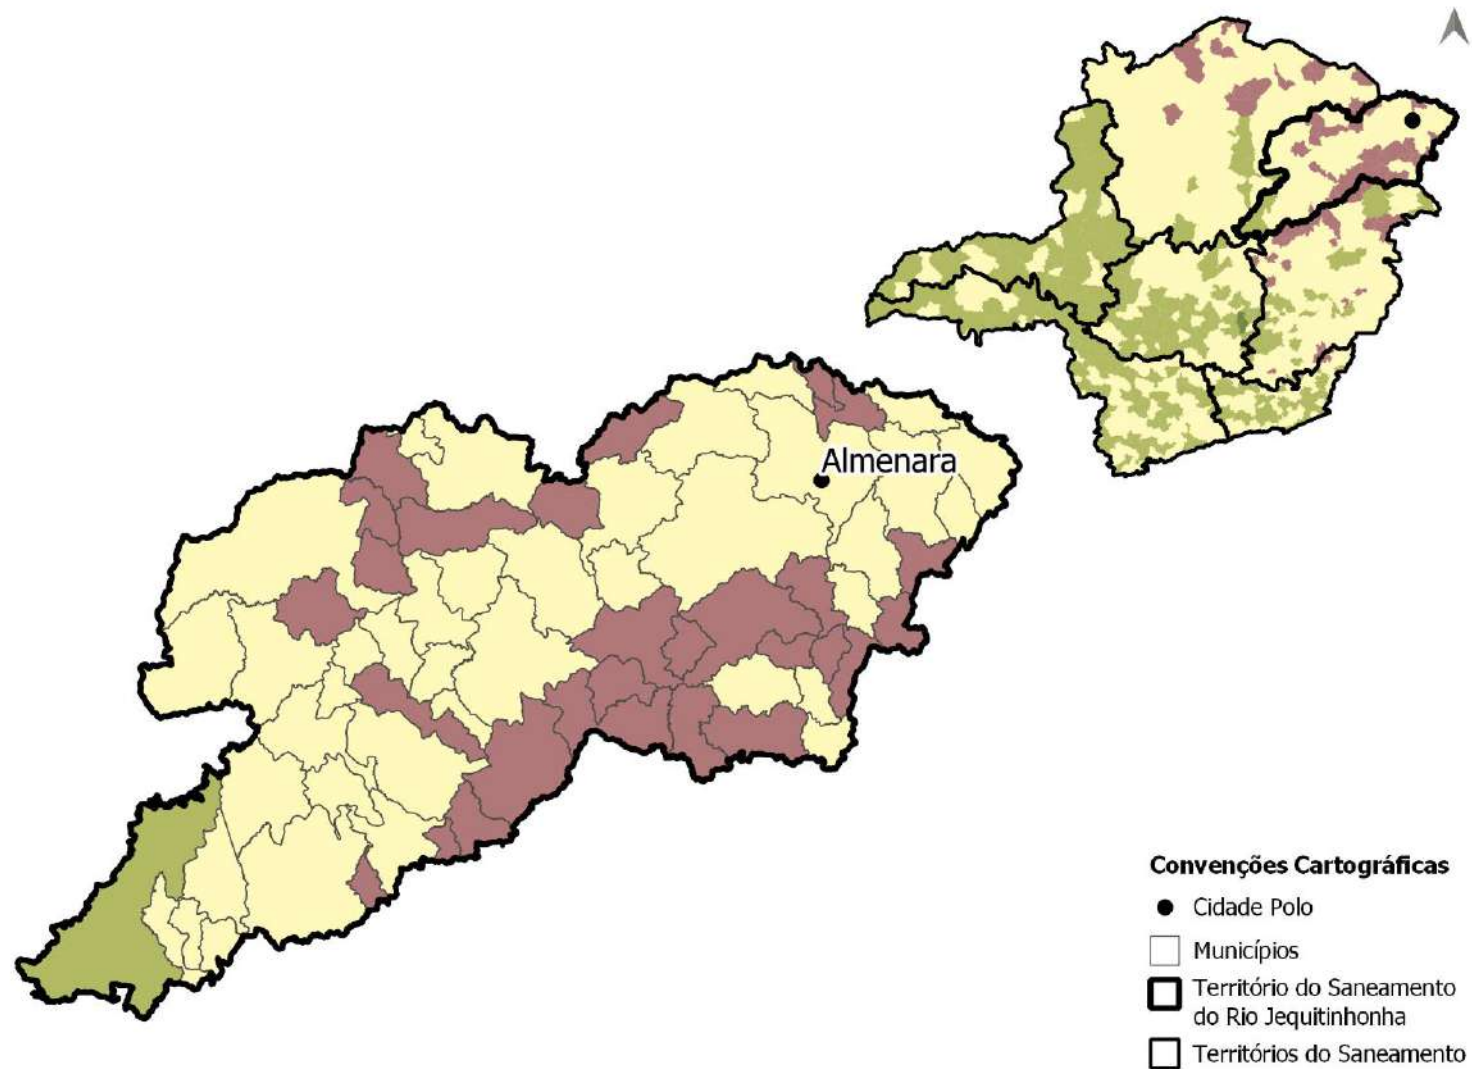 Almenara
Convenções Cartográficas
Cidade Polo
Municípios
Território do Saneamento
do Rio Jequitinhonha
Territórios do Saneamento